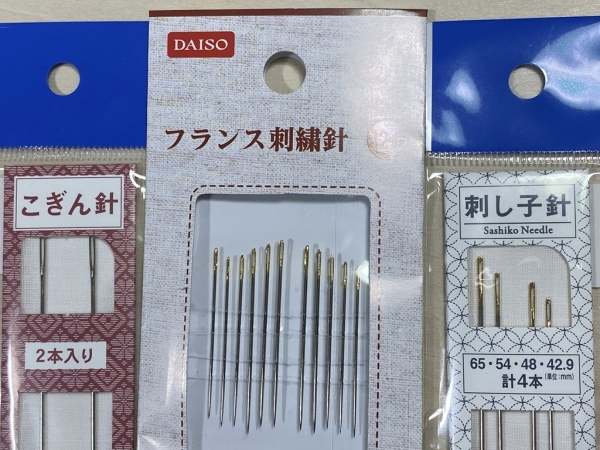 こぎん針
2本入り
DAISO
フランス刺繍針
刺し子針
Sashiko Needle
65・54・48・42.9
(単位:mm)
計4本